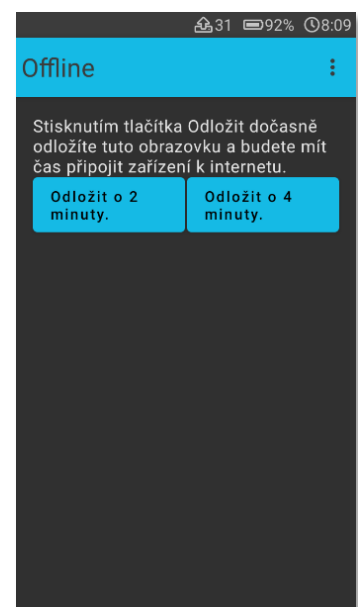 31 92% 8:09
Offline
Stisknutím tlačítka Odložit dočasně
odložíte tuto obrazovku a budete mít
čas připojit zařízení k internetu.
Odložit o 2 minuty.
Odložit o 4 minuty.